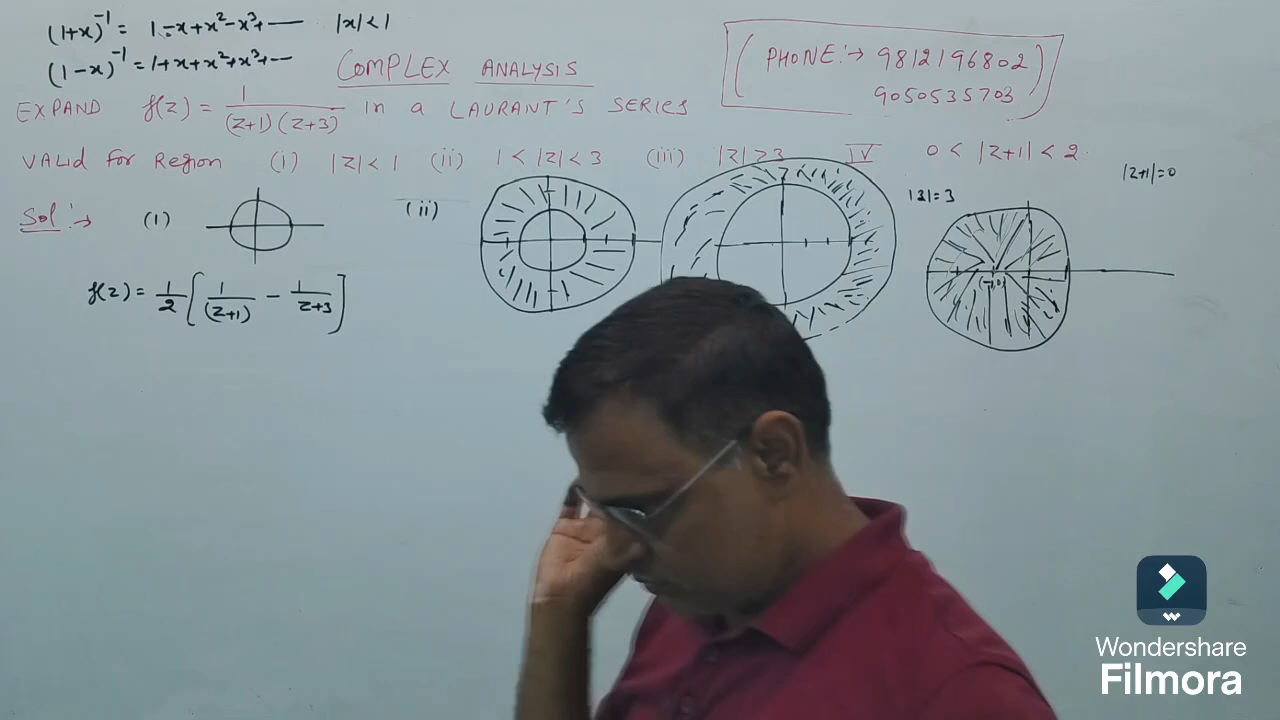 (1+x)⁻¹ = 1-x+x²-x³+----- |x|<1
(1-x)⁻¹ = 1+x+x²+x³+---
COMPLEX ANALYSIS
(PHONE:→ 9812196802
9050535703)
EXPAND f(z) = 1/((z+1)(z+3)) in a LAURANT'S SERIES
VALID For Region (i) |z|<1 (ii) 1<|z|<3 (iii) |z|>3 IV 0<|z+1|<2.
|z+1|=0
Sol:→ (1) (ii) |z|=3
(-1,0)
f(z) = 1/2 [1/(z+1) - 1/(z+3)]
Wondershare
Filmora